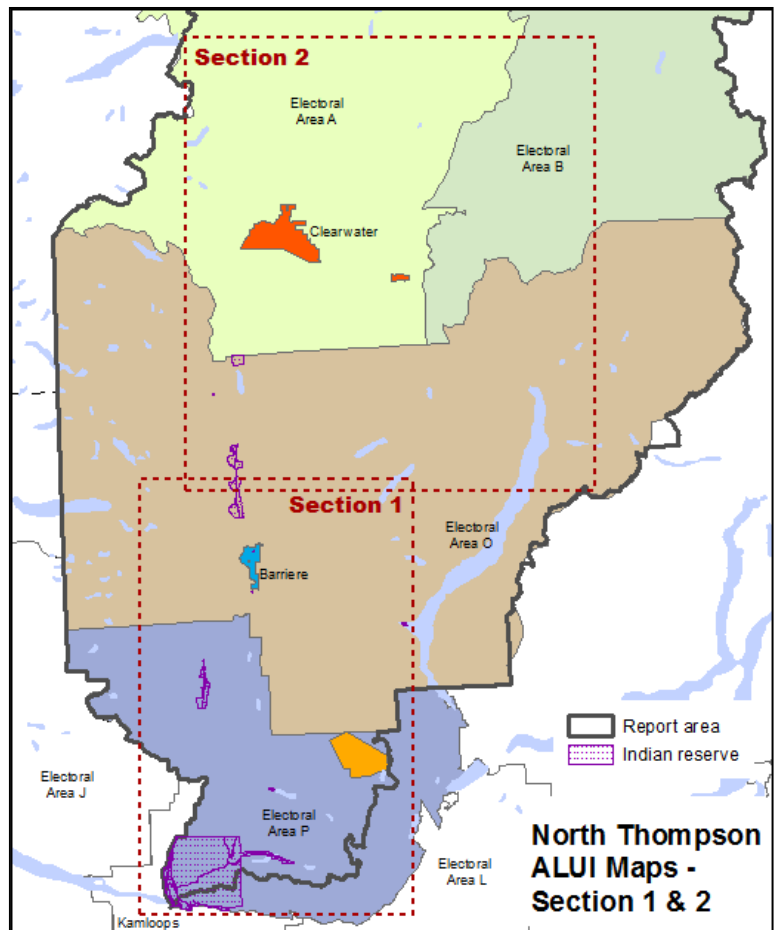 Section 2
Electoral
Area A
Electoral
Area B
Clearwater
Section 1
Electoral
Area O
Barriere
Report area
Indian reserve
Electoral
Area J
Electoral
Area P
Electoral
Area L
North Thompson
ALUI Maps -
Section 1 & 2
Kamloops